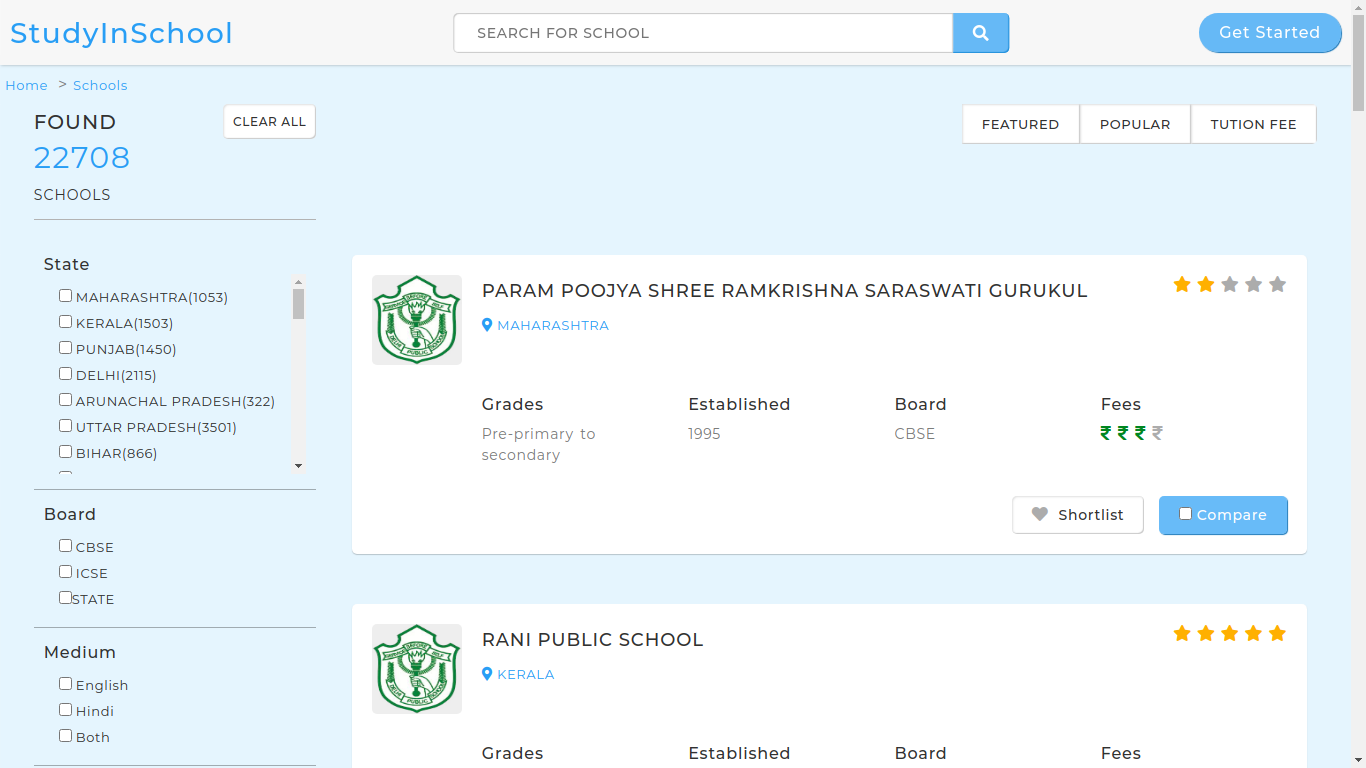 StudyInSchool
SEARCH FOR SCHOOL
Get Started
Home > Schools
FOUND
22708
SCHOOLS
CLEAR ALL
FEATURED
POPULAR
TUTION FEE
State
MAHARASHTRA(1053)
KERALA(1503)
PUNJAB(1450)
DELHI(2115)
ARUNACHAL PRADESH(322)
UTTAR PRADESH(3501)
BIHAR(866)
Board
CBSE
ICSE
STATE
Medium
English
Hindi
Both
PARAM POOJYA SHREE RAMKRISHNA SARASWATI GURUKUL
MAHARASHTRA
Grades
Pre-primary to
secondary
Established
1995
Board
CBSE
Fees
₹ ₹ ₹ ₹
Shortlist
Compare
RANI PUBLIC SCHOOL
KERALA
Grades
Established
Board
Fees